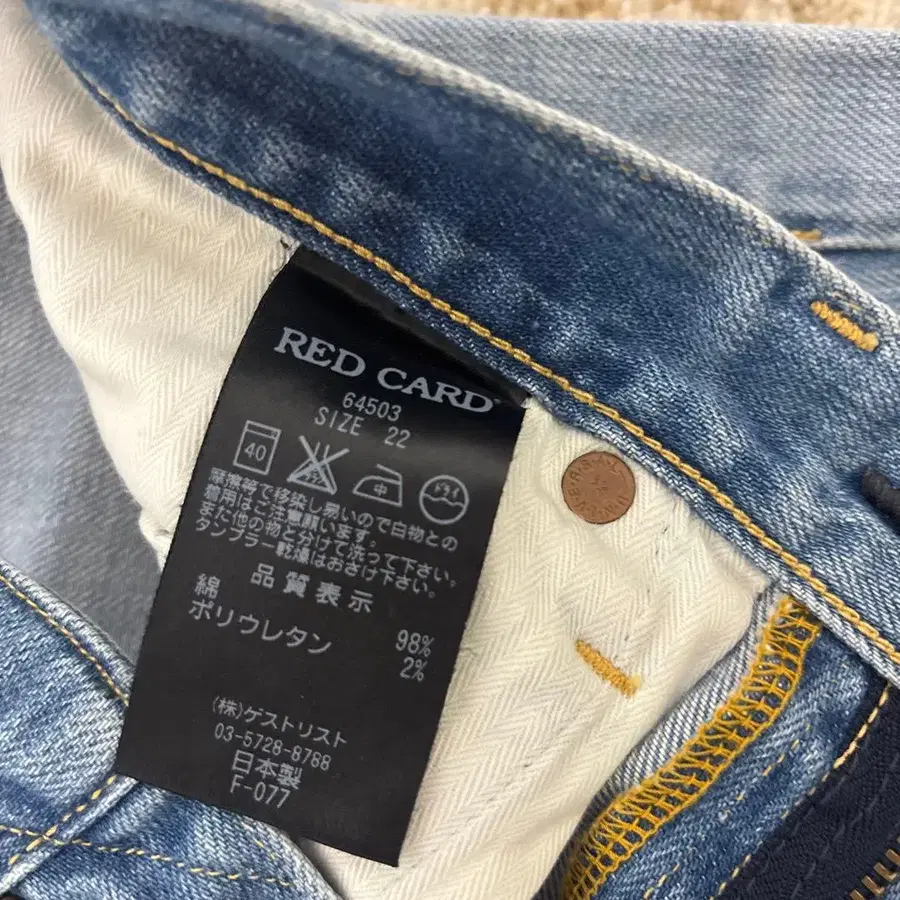 RED CARD
64503
SIZE 22
40
中
ドライ
摩擦等で移染し易いので白物との
着用はご注意願います。
また他の物と分けて洗って下さい。
タンブラー乾燥はおさけ下さい。
品質表示
綿 98%
ポリウレタン 2%
(株)ゲストリスト
03-5728-8788
日本製
F-077